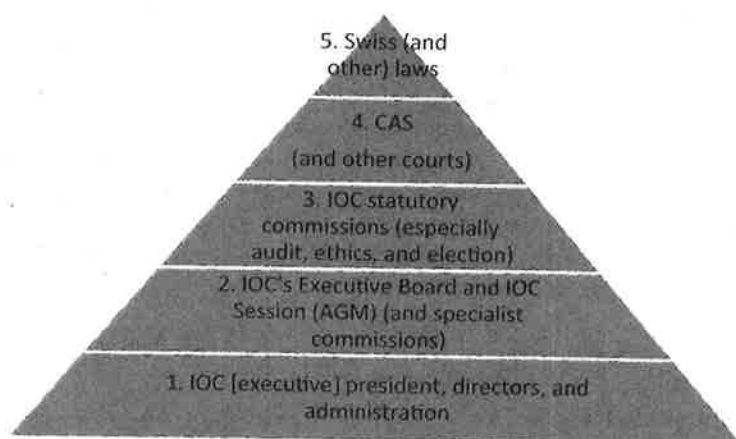 5. Swiss (and
other) laws
4. CAS
(and other courts)
3. IOC statutory
commissions (especially
audit, ethics, and election)
2. IOC's Executive Board and IOC
Session (AGM) (and specialist
commissions)
1. IOC [executive] president, directors, and
administration